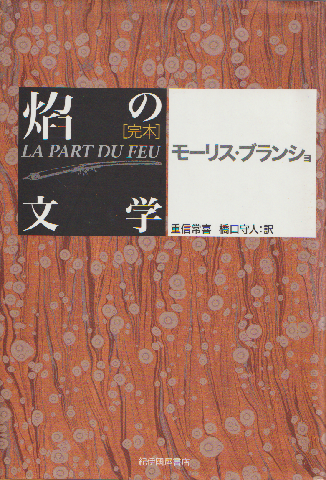 焔の
[完本]
LA PART DU FEU
文学
モーリス・ブランショ
重信常喜 橋口守人:訳
紀伊國屋書店